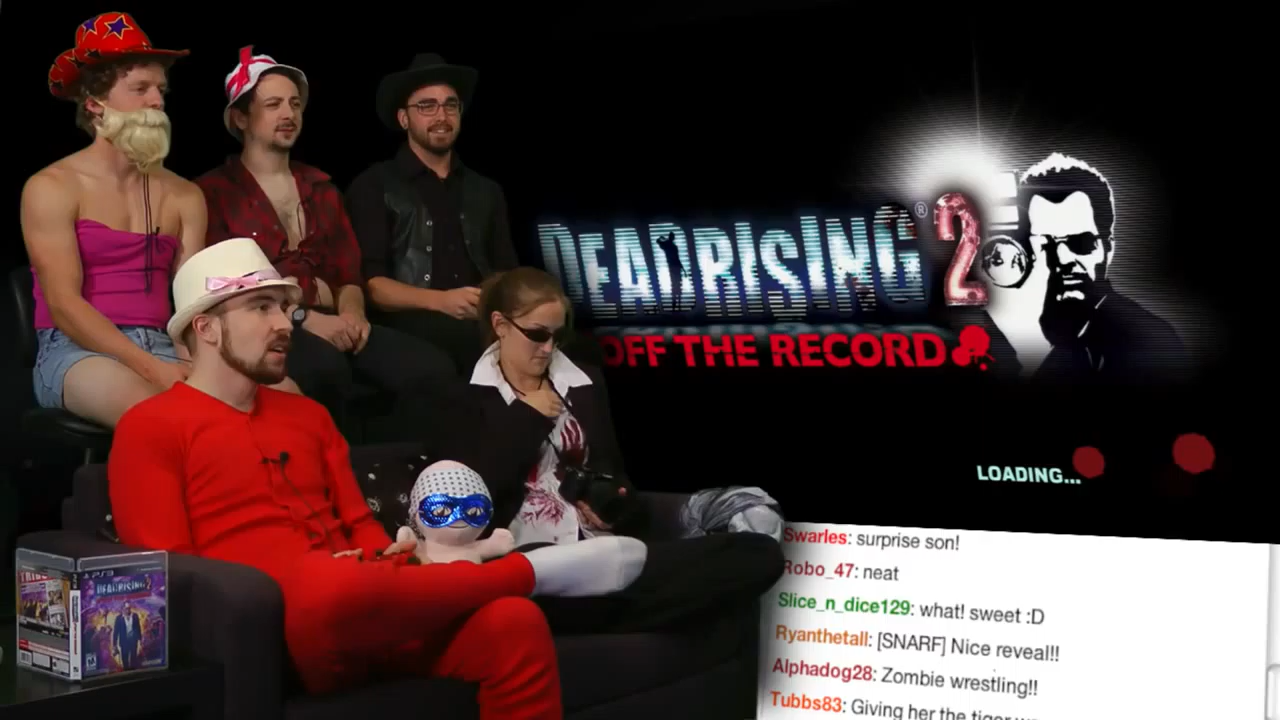 DEADRISING® 2
OFF THE RECORD
LOADING...
Swarles: surprise son!
Robo_47: neat
Slice_n_dice129: what! sweet :D
Ryanthetall: [SNARF] Nice reveal!!
Alphadog28: Zombie wrestling!!
Tubbs83: Giving her the tiger
PS3
DEADRISING 2